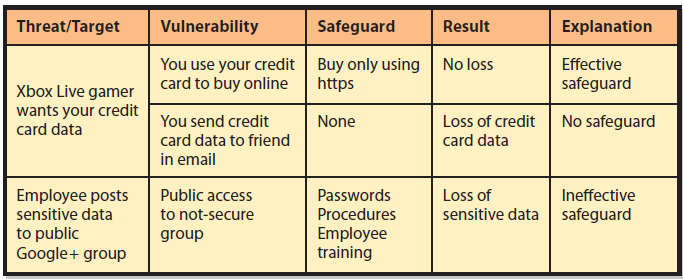 Threat/Target Vulnerability Safeguard Result Explanation
Xbox Live gamer
wants your credit
card data
You use your credit
card to buy online
Buy only using
https
No loss
Effective
safeguard
You send credit
card data to friend
in email
None
Loss of credit
card data
No safeguard
Employee posts
sensitive data
to public
Google+ group
Public access
to not-secure
group
Passwords
Procedures
Employee
training
Loss of
sensitive data
Ineffective
safeguard